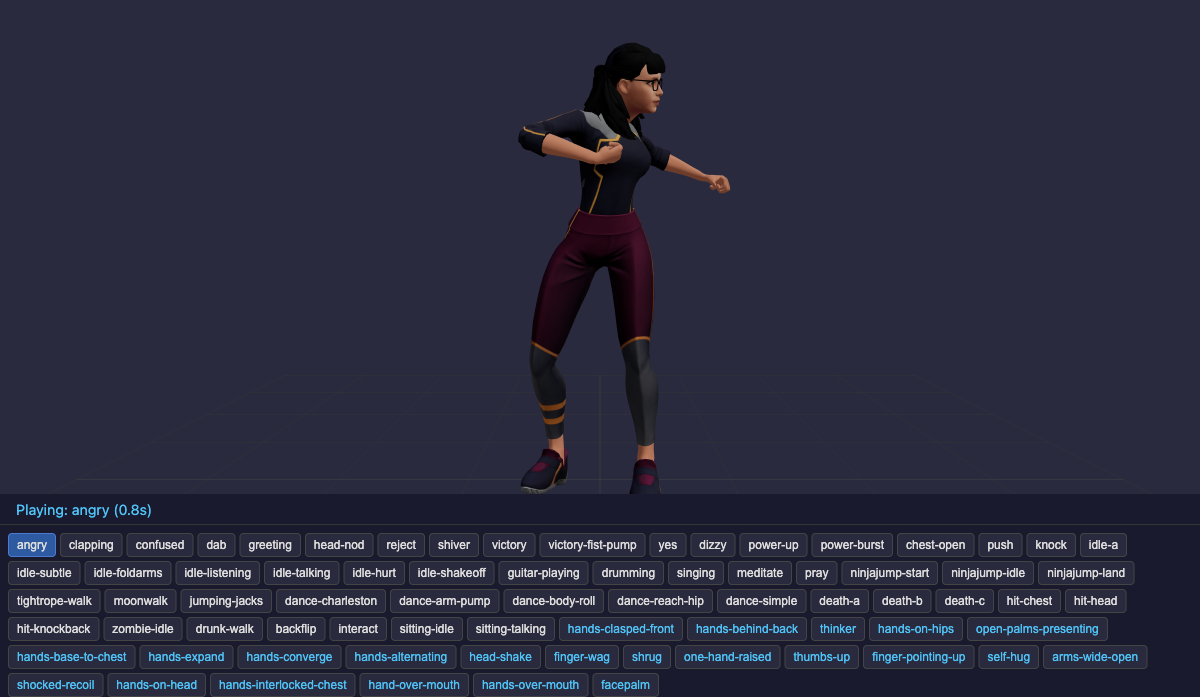 Playing: angry (0.8s)
angry clapping confused dab greeting head-nod reject shiver victory victory-fist-pump yes dizzy power-up power-burst chest-open push knock idle-a
idle-subtle idle-foldarms idle-listening idle-talking idle-hurt idle-shakeoff guitar-playing drumming singing meditate pray ninjajump-start ninjajump-idle ninjajump-land
tightrope-walk moonwalk jumping-jacks dance-charleston dance-arm-pump dance-body-roll dance-reach-hip dance-simple death-a death-b death-c hit-chest hit-head
hit-knockback zombie-idle drunk-walk backflip interact sitting-idle sitting-talking hands-clasped-front hands-behind-back thinker hands-on-hips open-palms-presenting
hands-base-to-chest hands-expand hands-converge hands-alternating head-shake finger-wag shrug one-hand-raised thumbs-up finger-pointing-up self-hug arms-wide-open
shocked-recoil hands-on-head hands-interlocked-chest hand-over-mouth hands-over-mouth facepalm